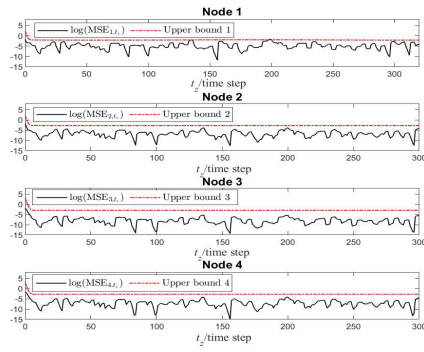 Node 1
log(MSE1,tz) Upper bound 1
5
0
-5
-10
0 50 100 150 200 250 300
tz/time step
Node 2
log(MSE2,tz) Upper bound 2
5
0
-5
-10
-15
0 50 100 150 200 250 300
tz/time step
Node 3
log(MSE3,tz) Upper bound 3
5
0
-5
-10
-15
0 50 100 150 200 250 300
tz/time step
Node 4
log(MSE4,tz) Upper bound 4
5
0
-5
-10
-15
0 50 100 150 200 250 300
tz/time step